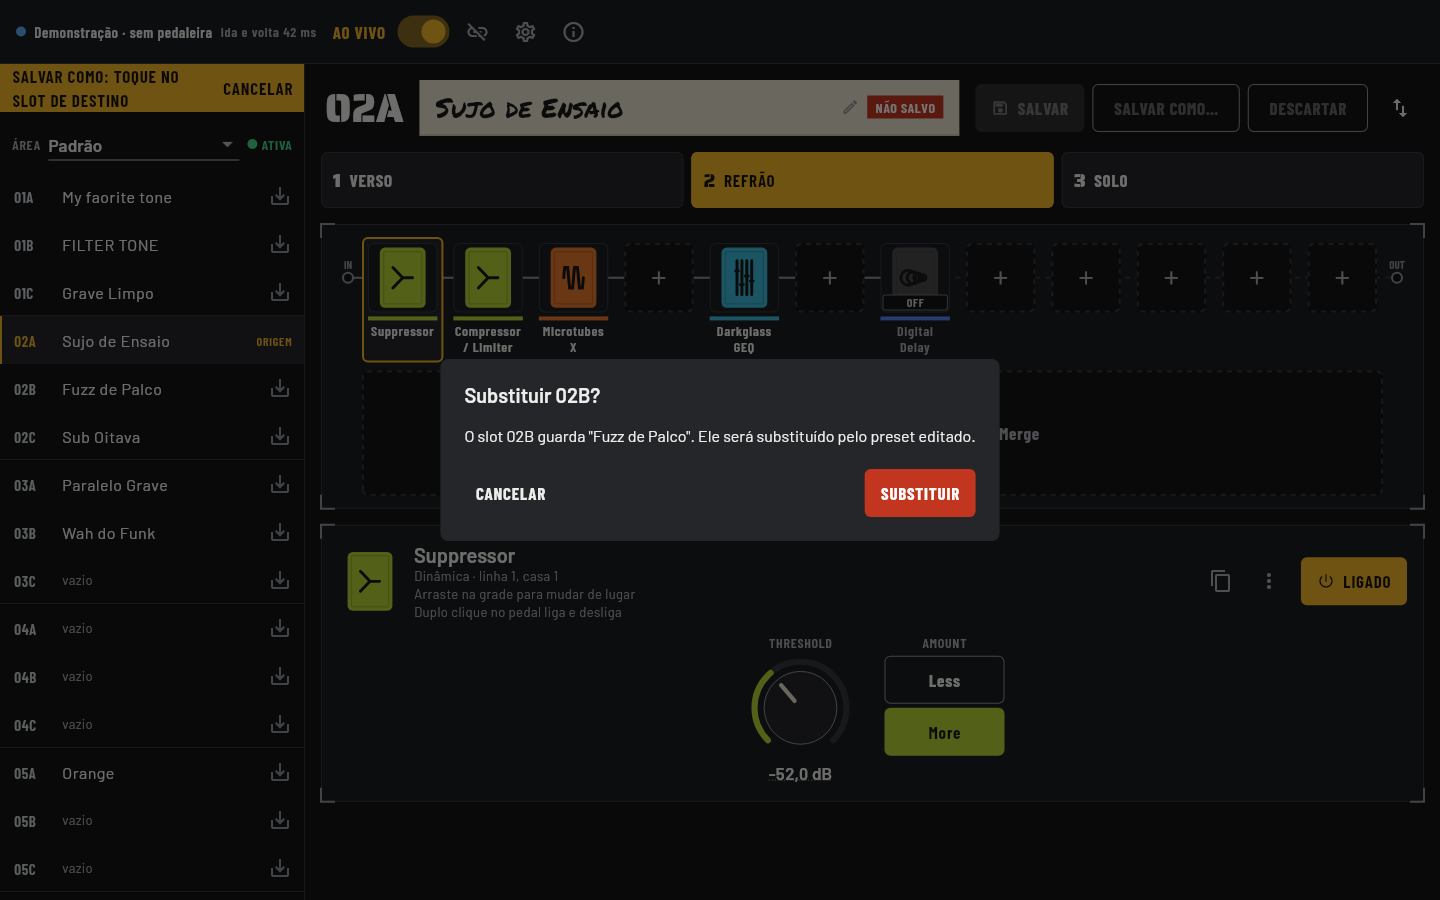 Demonstração · sem pedaleira Ida e volta 42 ms AO VIVO
SALVAR COMO: TOQUE NO
SLOT DE DESTINO
CANCELAR
ÁREA Padrão ATIVA
01A My faorite tone
01B FILTER TONE
01C Grave Limpo
02A Sujo de Ensaio ORIGEM
02B Fuzz de Palco
02C Sub Oitava
03A Paralelo Grave
03B Wah do Funk
03C vazio
04A vazio
04B vazio
04C vazio
05A Orange
05B vazio
05C vazio
02A Sujo de Ensaio NÃO SALVO SALVAR SALVAR COMO... DESCARTAR
1 VERSO
2 REFRÃO
3 SOLO
IN
OUT
OFF
Suppressor
Compressor
/ Limiter
Microtubes
X
Darkglass
GEQ
Digital
Delay
Merge
Substituir 02B?
O slot 02B guarda "Fuzz de Palco". Ele será substituído pelo preset editado.
CANCELAR SUBSTITUIR
Suppressor
Dinâmica · linha 1, casa 1
Arraste na grade para mudar de lugar
Duplo clique no pedal liga e desliga
LIGADO
THRESHOLD
-52,0 dB
AMOUNT
Less
More